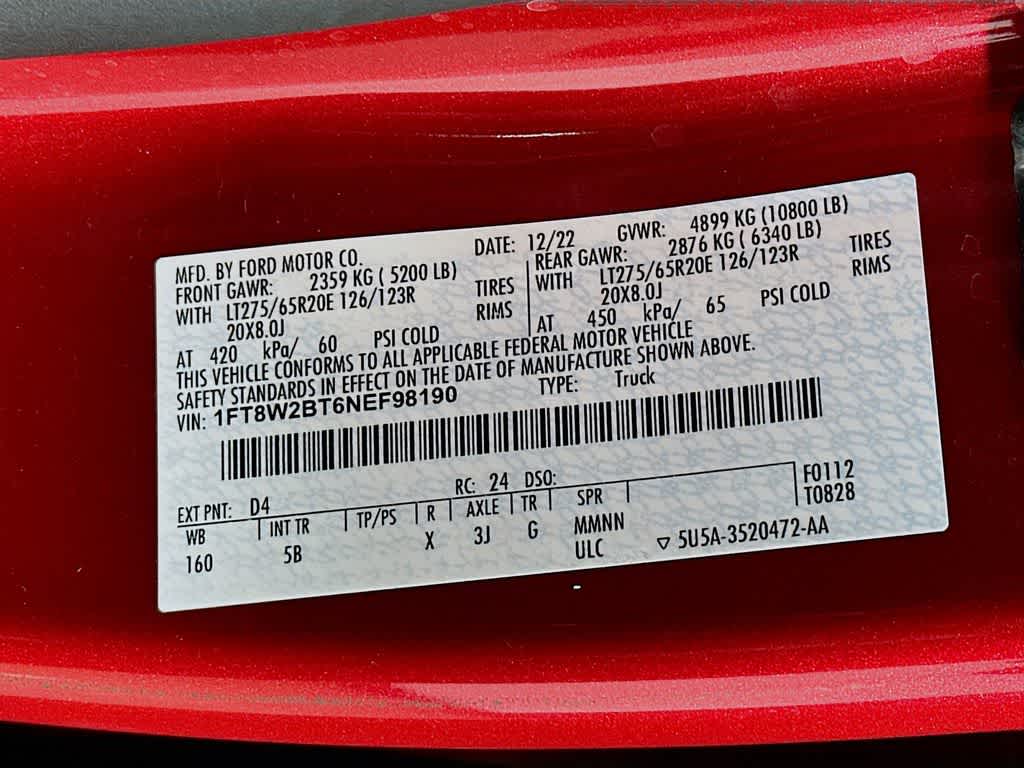 MFD. BY FORD MOTOR CO. DATE: 12/22 GVWR: 4899 KG (10800 LB)
FRONT GAWR: 2359 KG ( 5200 LB) REAR GAWR: 2876 KG ( 6340 LB)
WITH LT275/65R20E 126/123R TIRES WITH LT275/65R20E 126/123R TIRES
20X8.0J RIMS 20X8.0J RIMS
AT 420 kPa/ 60 PSI COLD AT 450 kPa/ 65 PSI COLD
THIS VEHICLE CONFORMS TO ALL APPLICABLE FEDERAL MOTOR VEHICLE
SAFETY STANDARDS IN EFFECT ON THE DATE OF MANUFACTURE SHOWN ABOVE.
VIN: 1FT8W2BT6NEF98190 TYPE: Truck
EXT PNT: D4 RC: 24 DSO: F0112
WB INT TR TP/PS R AXLE TR SPR T0828
160 5B X 3J G MMNN
ULC ▽ 5U5A-3520472-AA